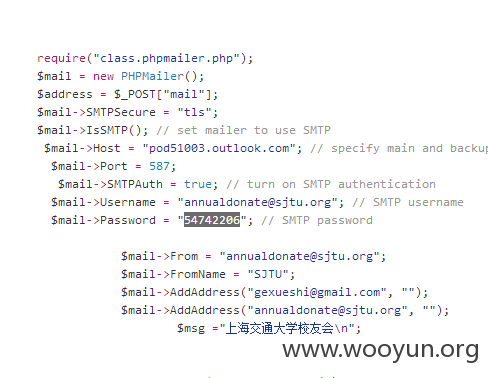 require("class.phpmailer.php");
$mail = new PHPMailer();
$address = $_POST["mail"];
$mail->SMTPSecure = "tls";
$mail->IsSMTP(); // set mailer to use SMTP
$mail->Host = "pod51003.outlook.com"; // specify main and backup
$mail->Port = 587;
$mail->SMTPAuth = true; // turn on SMTP authentication
$mail->Username = "annualdonate@sjtu.org"; // SMTP username
$mail->Password = "54742206"; // SMTP password
$mail->From = "annualdonate@sjtu.org";
$mail->FromName = "SJTU";
$mail->AddAddress("gexueshi@gmail.com", "");
$mail->AddAddress("annualdonate@sjtu.org", "");
$msg ="上海交通大学校友会\n";
www.wooyun.org